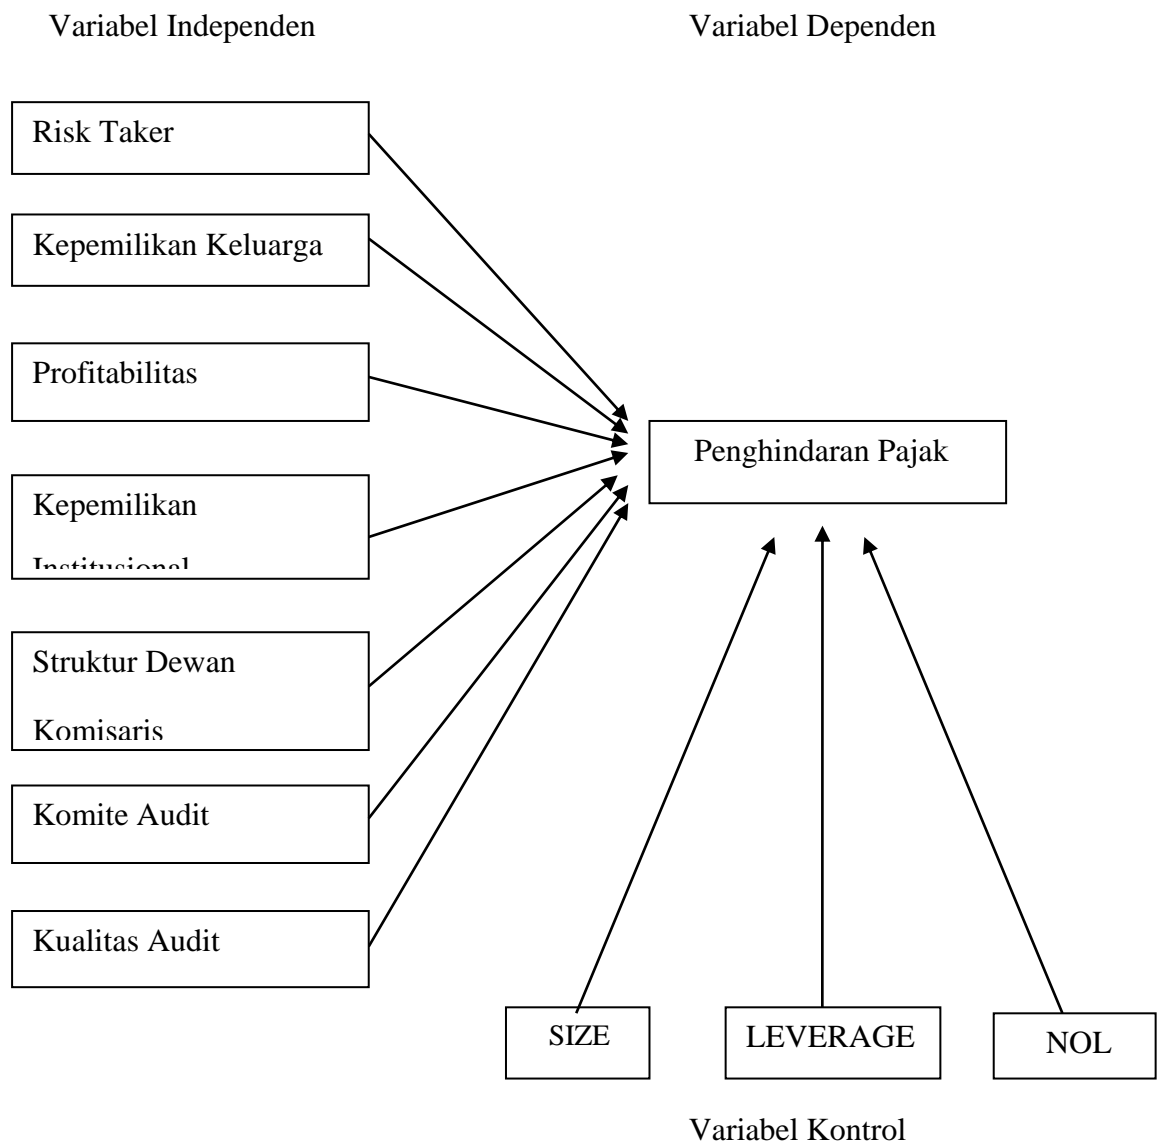 Variabel Independen
Variabel Dependen
Risk Taker
Kepemilikan Keluarga
Profitabilitas
Kepemilikan
Institusional
Struktur Dewan
Komisaris
Komite Audit
Kualitas Audit
Penghindaran Pajak
SIZE
LEVERAGE
NOL
Variabel Kontrol